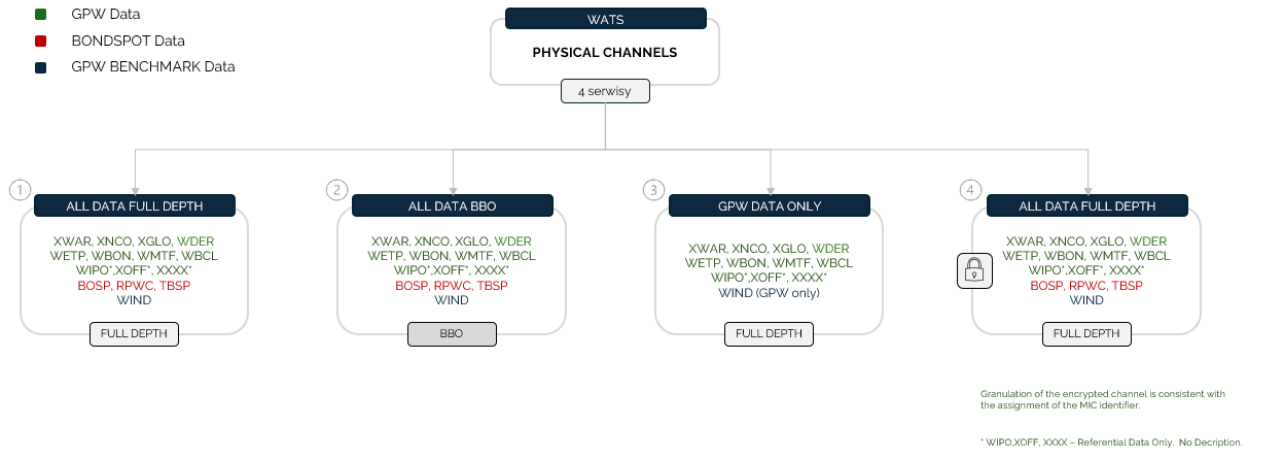 GPW Data
BONDSPOT Data
GPW BENCHMARK Data
WATS
PHYSICAL CHANNELS
4 serwisy
1
ALL DATA FULL DEPTH
XWAR, XNCO, XGLO, WDER
WETP, WBON, WMTF, WBCL
WIPO*,XOFF*, XXXX*
BOSP, RPWC, TBSP
WIND
FULL DEPTH
2
ALL DATA BBO
XWAR, XNCO, XGLO, WDER
WETP, WBON, WMTF, WBCL
WIPO*,XOFF*, XXXX*
BOSP, RPWC, TBSP
WIND
BBO
3
GPW DATA ONLY
XWAR, XNCO, XGLO, WDER
WETP, WBON, WMTF, WBCL
WIPO*,XOFF*, XXXX*
WIND (GPW only)
FULL DEPTH
4
ALL DATA FULL DEPTH
XWAR, XNCO, XGLO, WDER
WETP, WBON, WMTF, WBCL
WIPO*,XOFF*, XXXX*
BOSP, RPWC, TBSP
WIND
FULL DEPTH
Granulation of the encrypted channel is consistent with
the assignment of the MIC identifier.
* WIPO,XOFF, XXXX – Referential Data Only. No Decription.